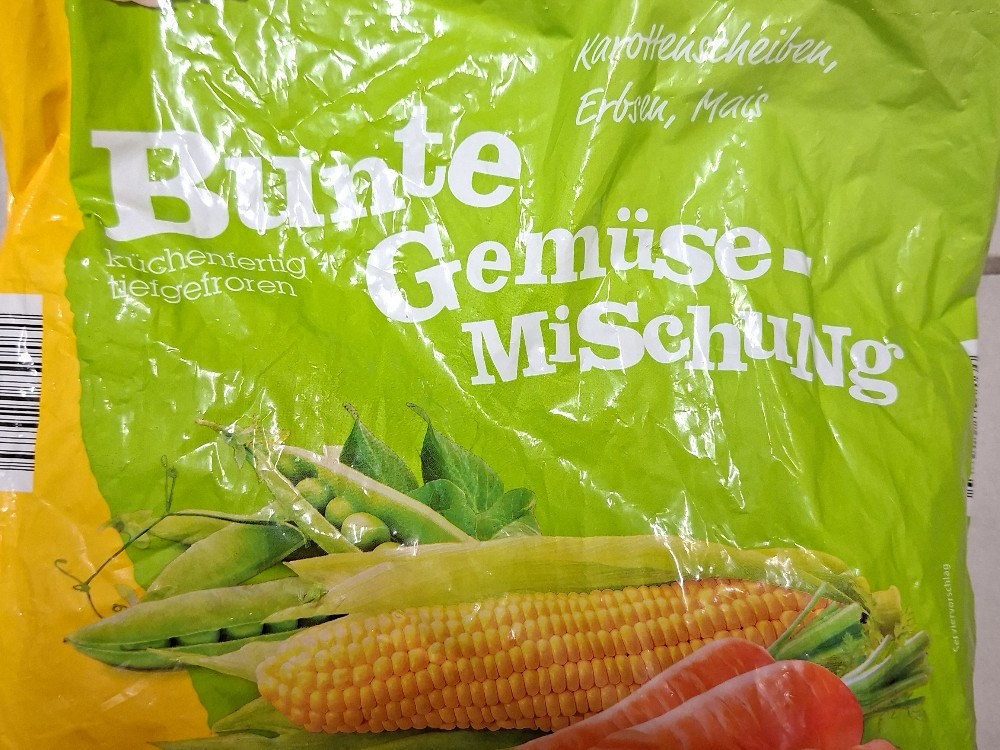 Karottenscheiben,
Erbsen, Mais
Bunte
küchenfertig
tiefgefroren
Gemüse-
MiSchuNg
Serviervorschlag